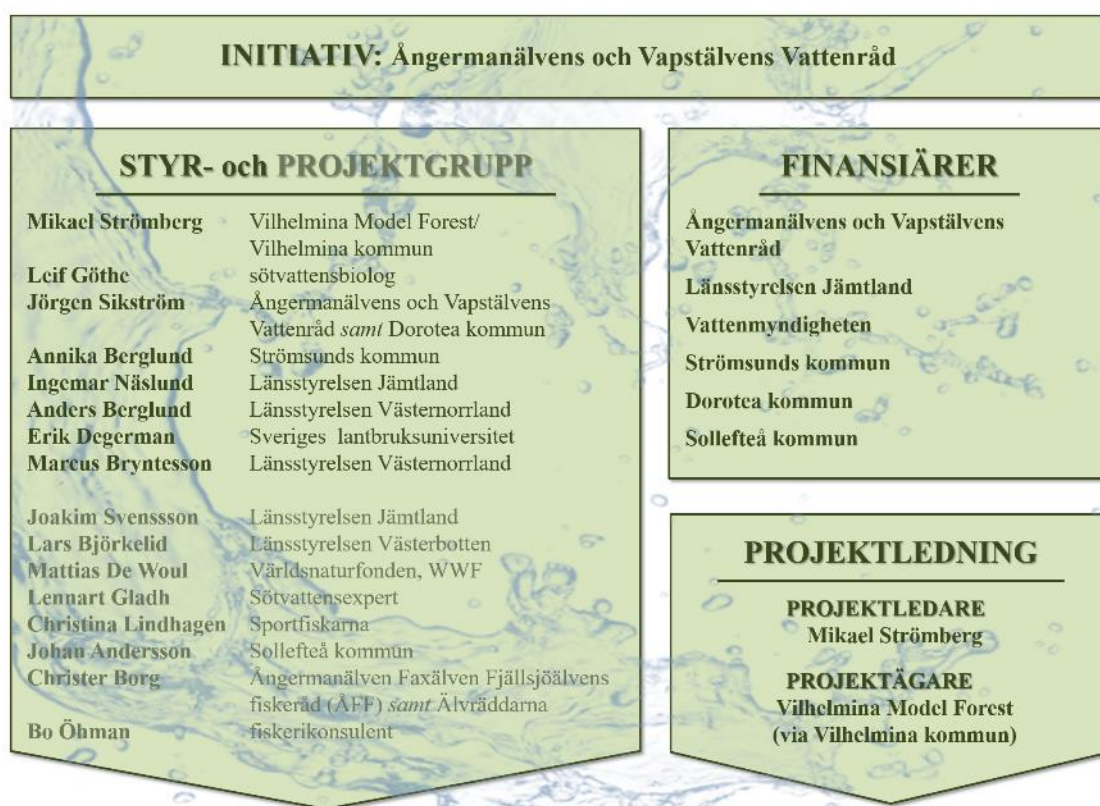 INITIATIV: Ångermanälvens och Vapstälvens Vattenråd
STYR- och PROJEKTGRUPP
Mikael Strömberg Vilhelmina Model Forest/
Vilhelmina kommun
Leif Göthe sötvattensbiolog
Jörgen Sikström Ångermanälvens och Vapstälvens
Vattenråd samt Dorotea kommun
Annika Berglund Strömsunds kommun
Ingemar Näslund Länsstyrelsen Jämtland
Anders Berglund Länsstyrelsen Västernorrland
Erik Degerman Sveriges lantbruksuniversitet
Marcus Bryntesson Länsstyrelsen Västernorrland
Joakim Svenssson Länsstyrelsen Jämtland
Lars Björkelid Länsstyrelsen Västerbotten
Mattias De Woul Världsnaturfonden, WWF
Lennart Gladh Sötvattensexpert
Christina Lindhagen Sportfiskarna
Johan Andersson Sollefteå kommun
Christer Borg Ångermanälven Faxälven Fjällsjöälvens
fiskeråd (ÅFF) samt Älvräddarna
Bo Öhman fiskerikonsulent
FINANSIÄRER
Ångermanälvens och Vapstälvens
Vattenråd
Länsstyrelsen Jämtland
Vattenmyndigheten
Strömsunds kommun
Dorotea kommun
Sollefteå kommun
PROJEKTLEDNING
PROJEKTLEDARE
Mikael Strömberg
PROJEKTÄGARE
Vilhelmina Model Forest
(via Vilhelmina kommun)